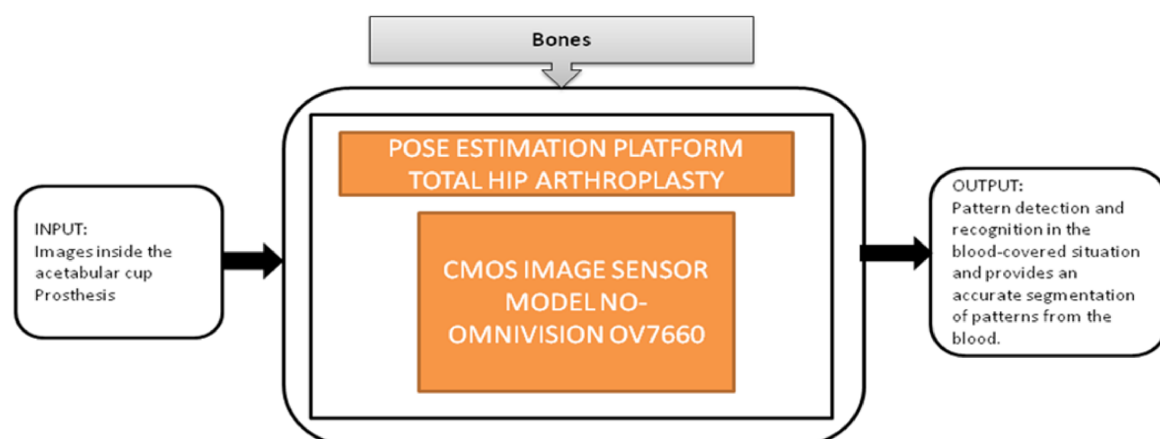 Bones
POSE ESTIMATION PLATFORM
TOTAL HIP ARTHROPLASTY
INPUT:
Images inside the
acetabular cup
Prosthesis
CMOS IMAGE SENSOR
MODEL NO-
OMNIVISION OV7660
OUTPUT:
Pattern detection and
recognition in the
blood-covered situation
and provides an
accurate segmentation
of patterns from the
blood.